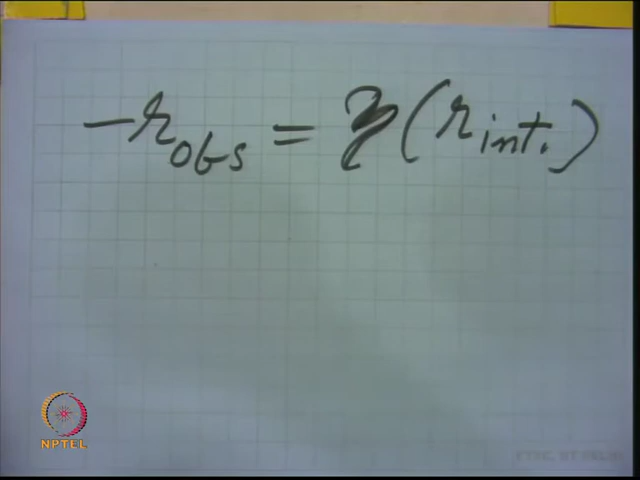 -r_obs = η(r_int.)
NPTEL